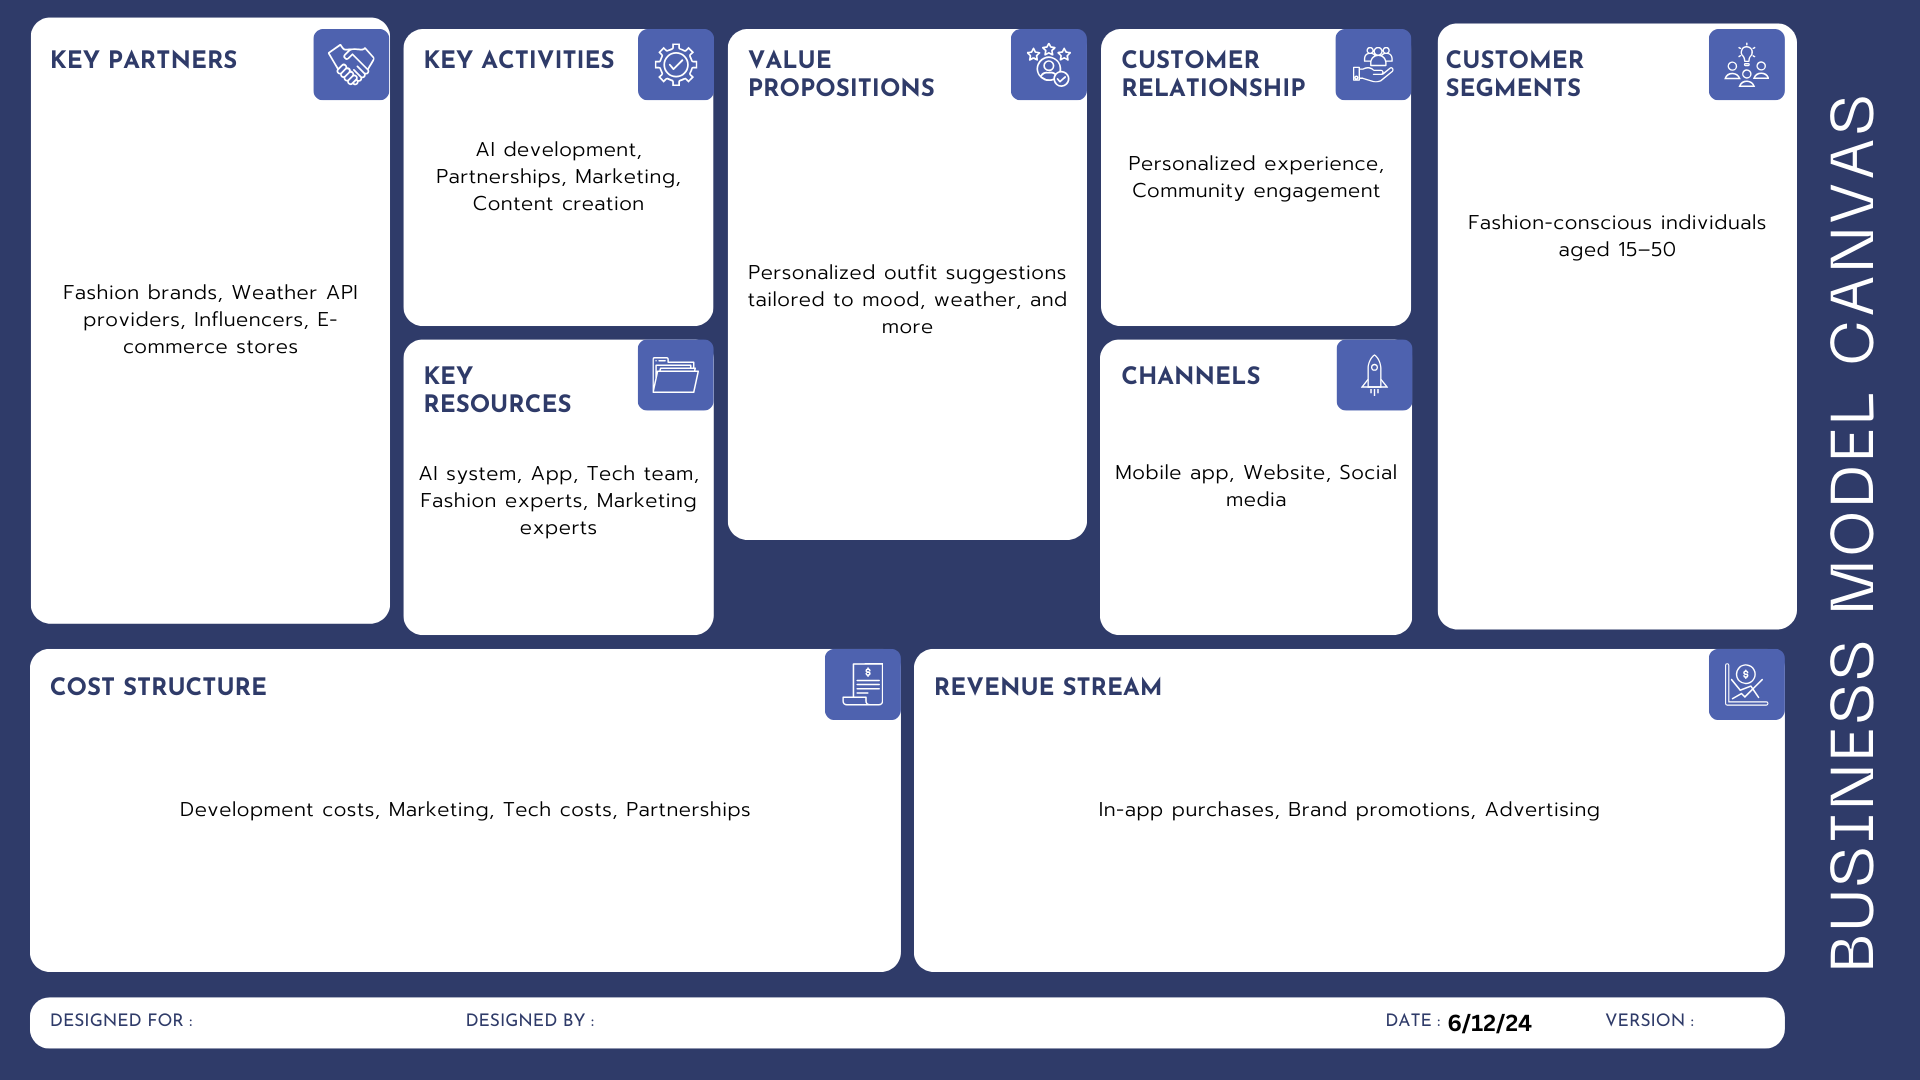 KEY PARTNERS
Fashion brands, Weather API
providers, Influencers, E-
commerce stores
KEY ACTIVITIES
AI development,
Partnerships, Marketing,
Content creation
KEY
RESOURCES
AI system, App, Tech team,
Fashion experts, Marketing
experts
VALUE
PROPOSITIONS
Personalized outfit suggestions
tailored to mood, weather, and
more
CUSTOMER
RELATIONSHIP
Personalized experience,
Community engagement
CHANNELS
Mobile app, Website, Social
media
CUSTOMER
SEGMENTS
Fashion-conscious individuals
aged 15–50
COST STRUCTURE
Development costs, Marketing, Tech costs, Partnerships
REVENUE STREAM
In-app purchases, Brand promotions, Advertising
DESIGNED FOR :
DESIGNED BY :
DATE : 6/12/24
VERSION :
BUSINESS MODEL CANVAS